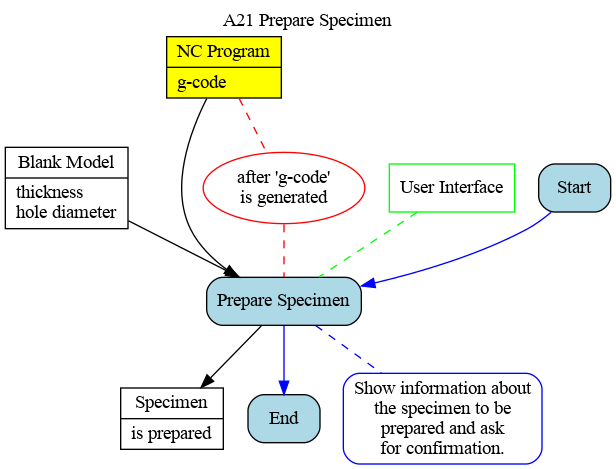 A21 Prepare Specimen
NC Program
g-code
Blank Model
thickness
hole diameter
after 'g-code'
is generated
User Interface
Start
Prepare Specimen
Specimen
is prepared
End
Show information about
the specimen to be
prepared and ask
for confirmation.